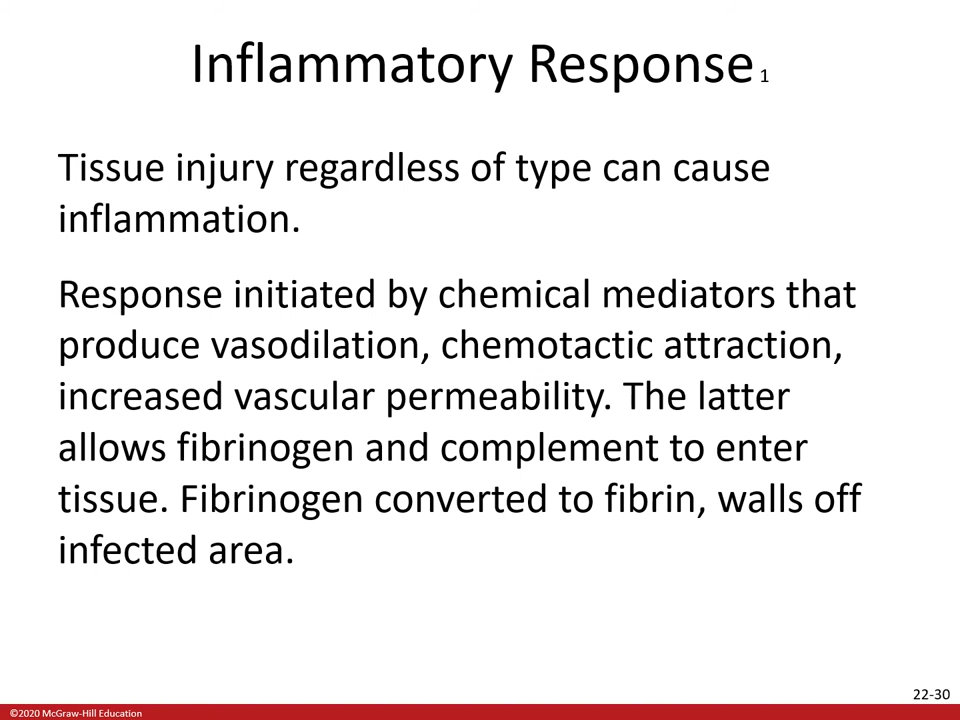 Inflammatory Response 1
Tissue injury regardless of type can cause
inflammation.
Response initiated by chemical mediators that
produce vasodilation, chemotactic attraction,
increased vascular permeability. The latter
allows fibrinogen and complement to enter
tissue. Fibrinogen converted to fibrin, walls off
infected area.
22-30
©2020 McGraw-Hill Education